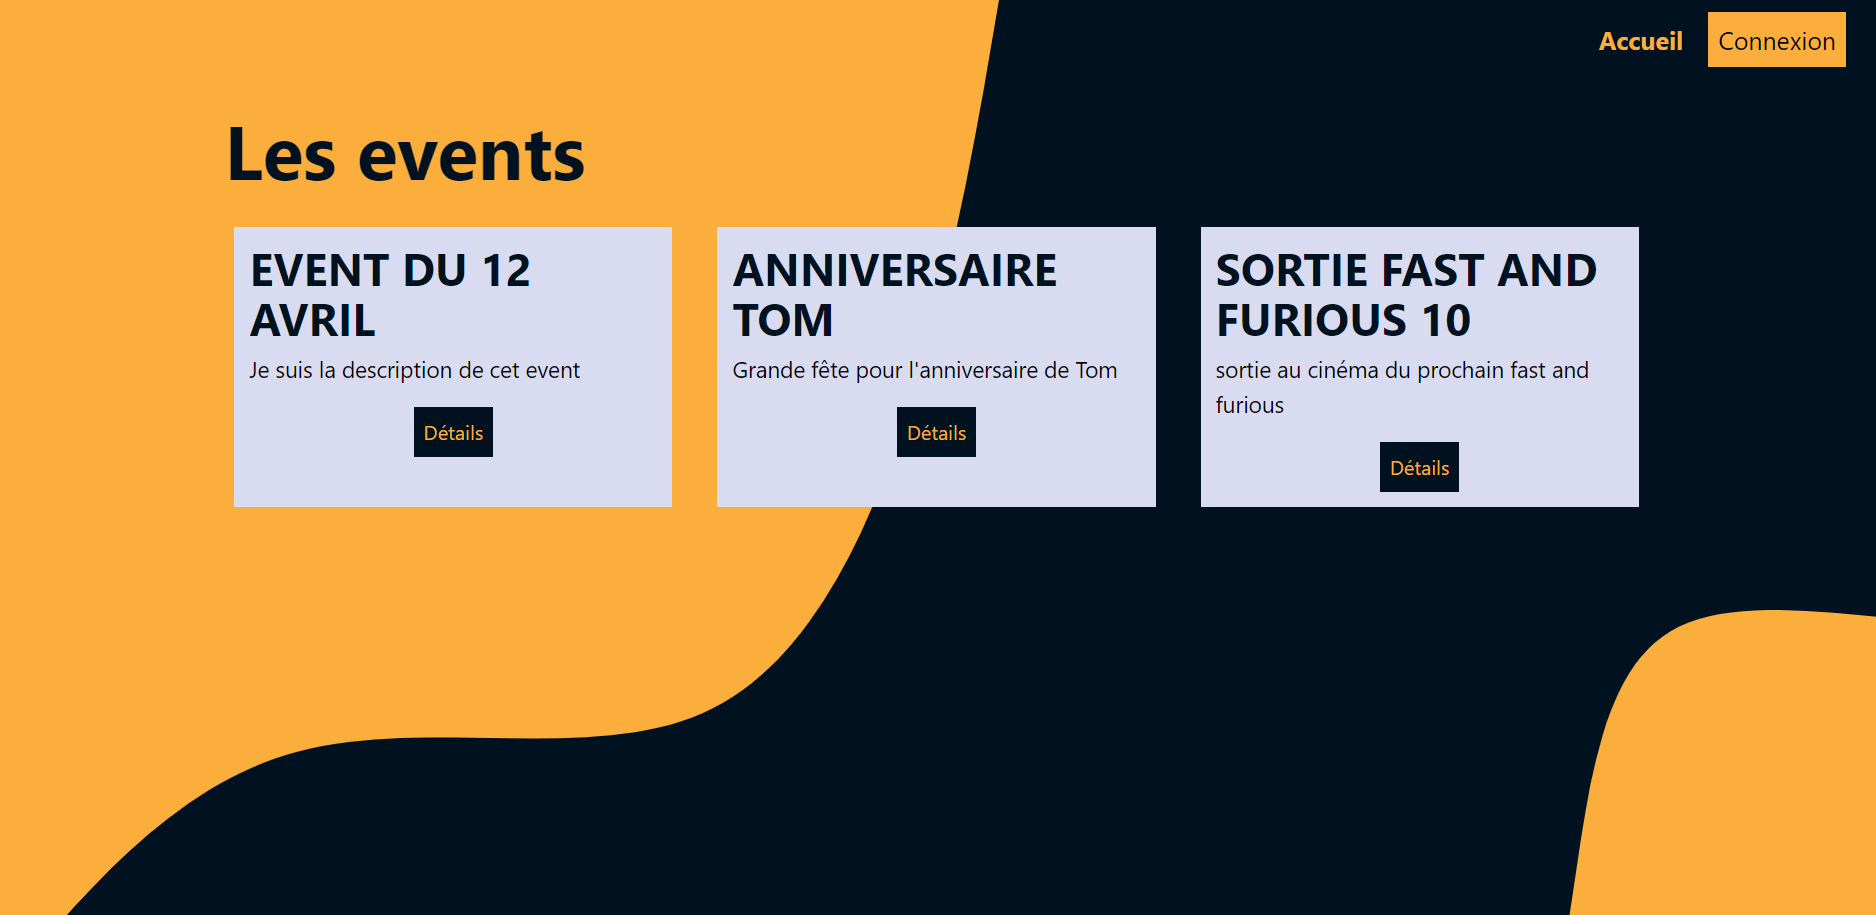 Accueil
Connexion
Les events
EVENT DU 12
AVRIL
Je suis la description de cet event
Détails
ANNIVERSAIRE
TOM
Grande fête pour l'anniversaire de Tom
Détails
SORTIE FAST AND
FURIOUS 10
sortie au cinéma du prochain fast and
furious
Détails